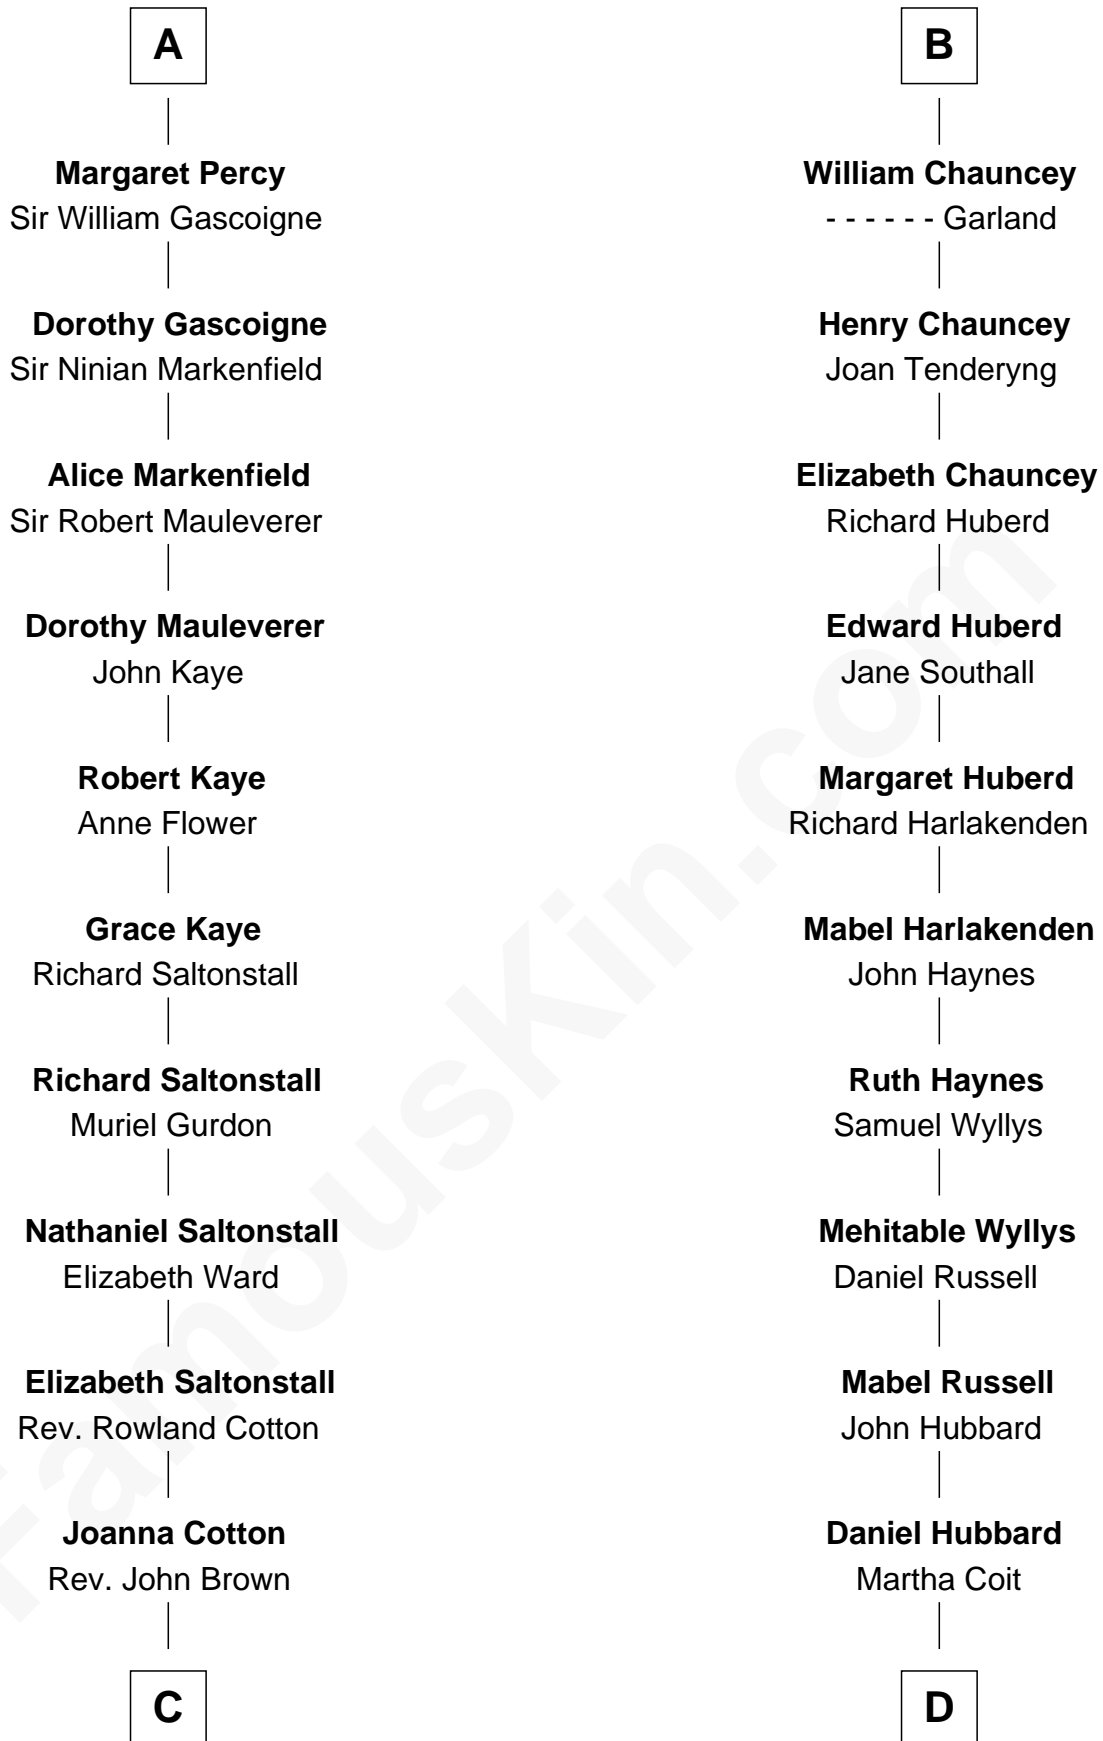 A
Margaret Percy
Sir William Gascoigne
Dorothy Gascoigne
Sir Ninian Markenfield
Alice Markenfield
Sir Robert Mauleverer
Dorothy Mauleverer
John Kaye
Robert Kaye
Anne Flower
Grace Kaye
Richard Saltonstall
Richard Saltonstall
Muriel Gurdon
Nathaniel Saltonstall
Elizabeth Ward
Elizabeth Saltonstall
Rev. Rowland Cotton
Joanna Cotton
Rev. John Brown
C
B
William Chauncey
- - - - - - Garland
Henry Chauncey
Joan Tenderyng
Elizabeth Chauncey
Richard Huberd
Edward Huberd
Jane Southall
Margaret Huberd
Richard Harlakenden
Mabel Harlakenden
John Haynes
Ruth Haynes
Samuel Wyllys
Mehitable Wyllys
Daniel Russell
Mabel Russell
John Hubbard
Daniel Hubbard
Martha Coit
D
FamousKin.com